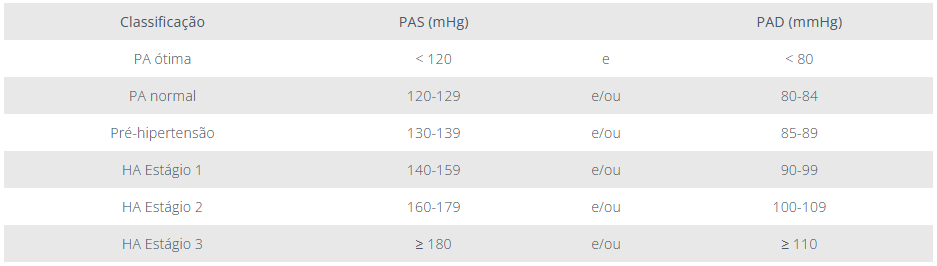 Classificação PAS (mHg) PAD (mmHg)
PA ótima < 120 e < 80
PA normal 120-129 e/ou 80-84
Pré-hipertensão 130-139 e/ou 85-89
HA Estágio 1 140-159 e/ou 90-99
HA Estágio 2 160-179 e/ou 100-109
HA Estágio 3 ≥ 180 e/ou ≥ 110